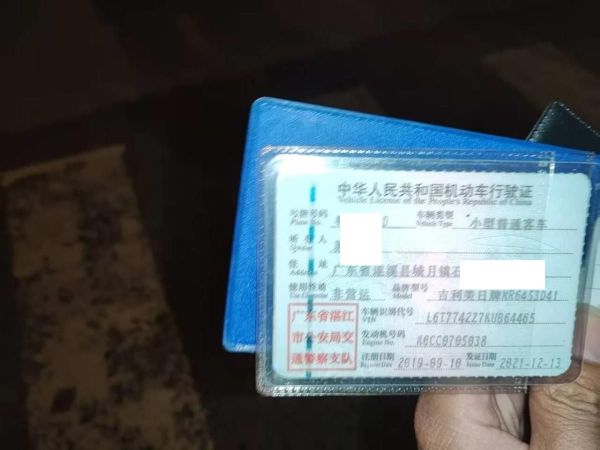 中华人民共和国机动车行驶证
Vehicle License of the People's Republic of China
号牌号码 Plate No. 车辆类型 Vehicle Type 小型普通客车
所有人 Owner
住址 Address 广东省遂溪县城月镇石
使用性质 Use Character 非营运 品牌型号 Model 吉利美日牌MR6453D41
广东省湛江
市公安局交
通警察支队
车辆识别代号 VIN L6T7742Z7KU064465
发动机号码 Engine No. K6CC0705038
注册日期 Register Date 2019-09-10 发证日期 Issue Date 2021-12-13